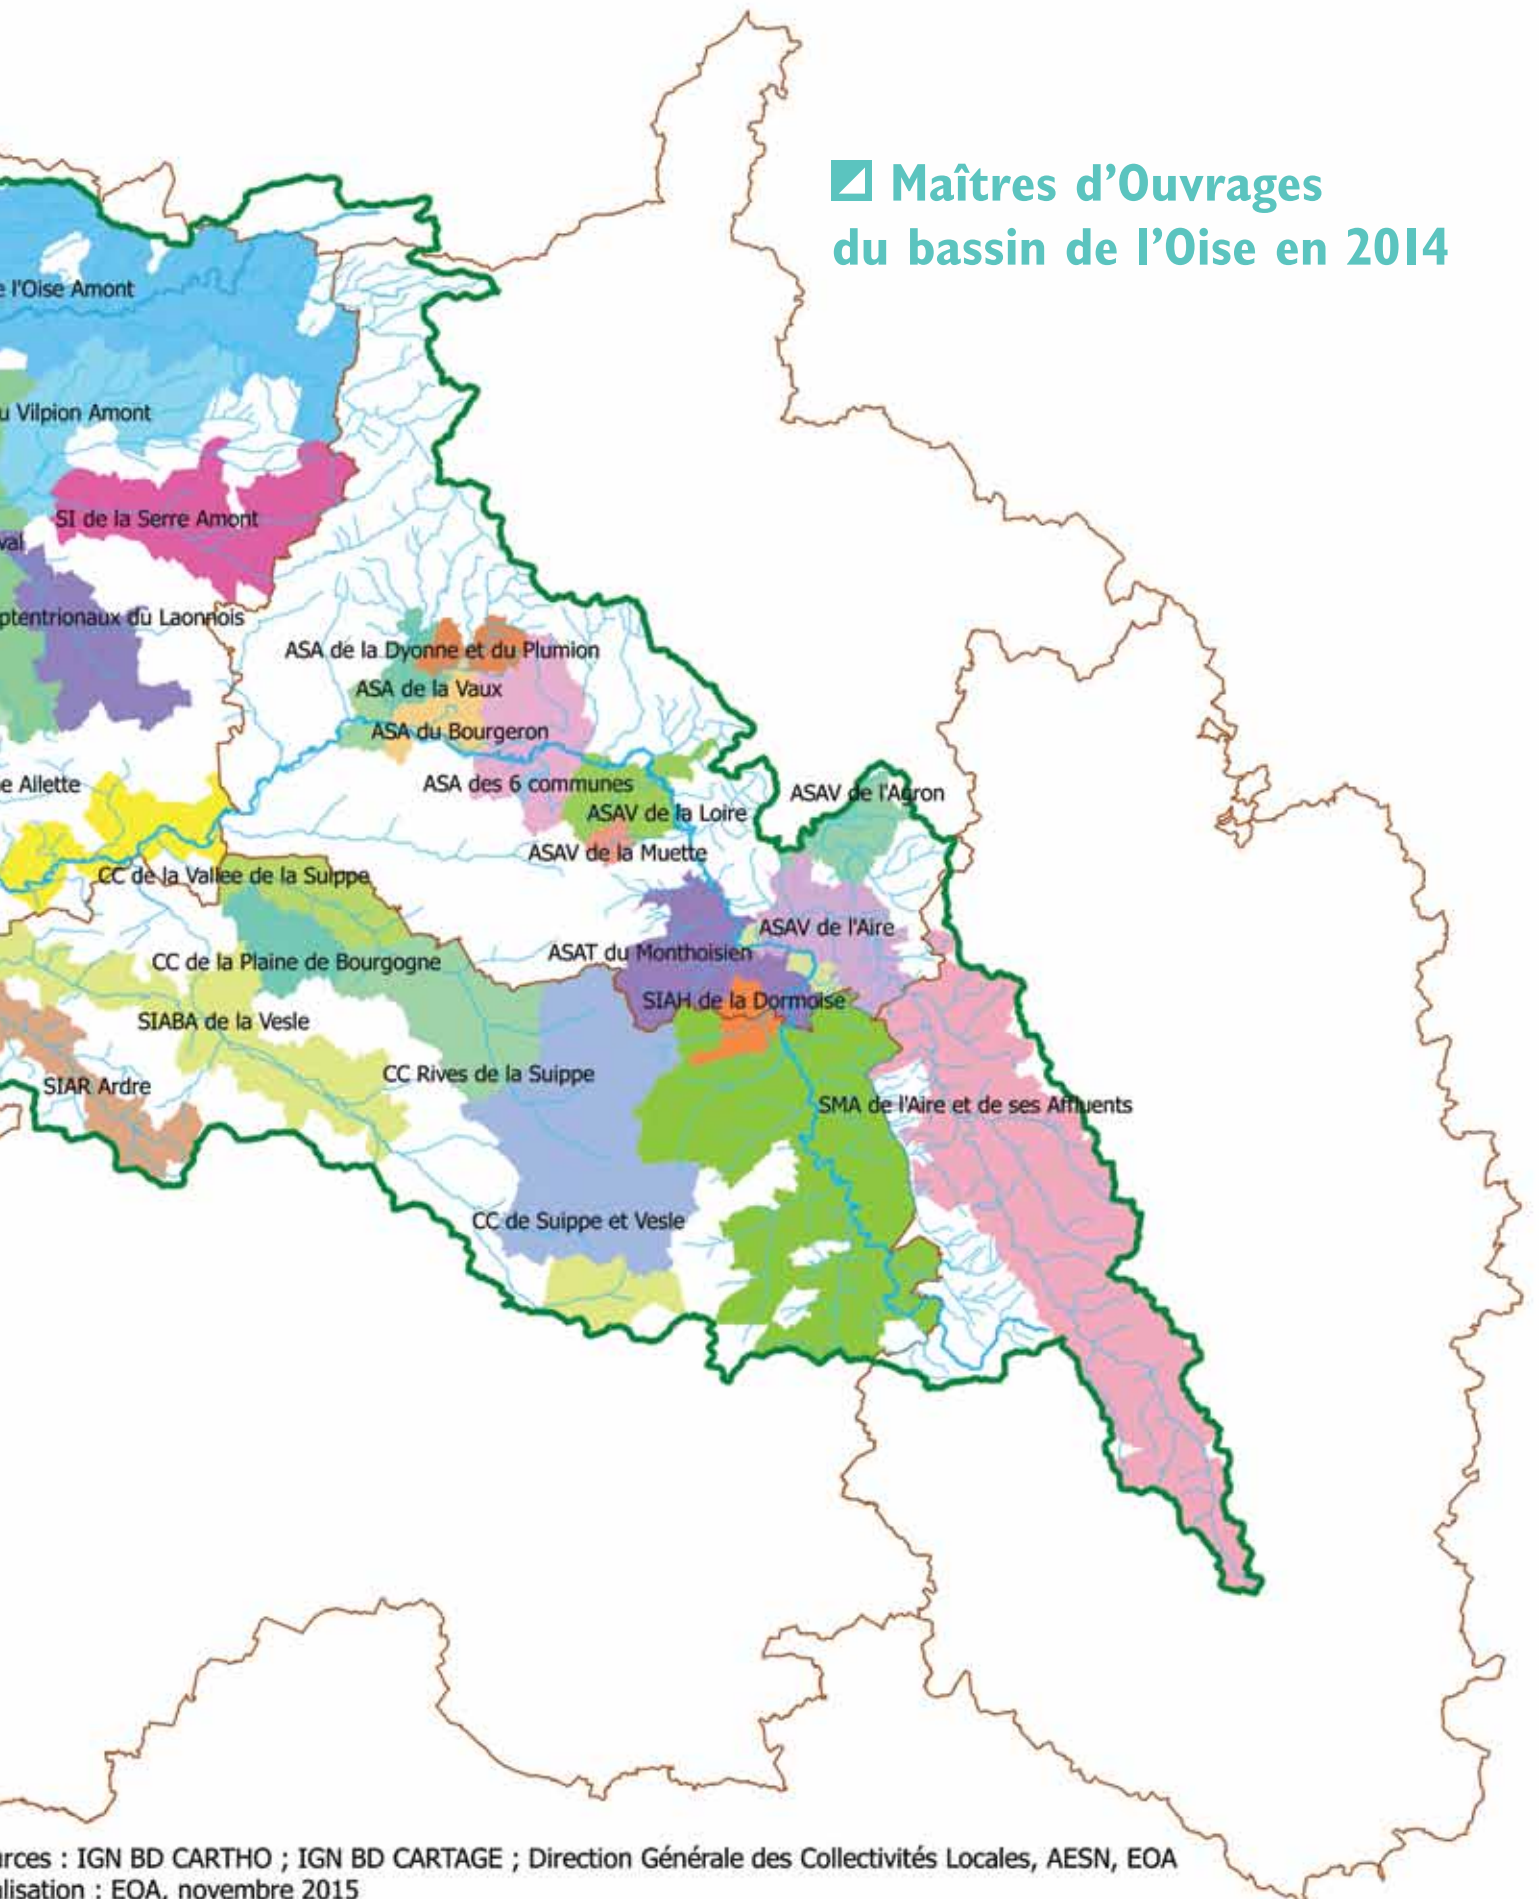 Maîtres d'Ouvrages
du bassin de l'Oise en 2014
l'Oise Amont
Vilpion Amont
SI de la Serre Amont
du Laonnois
ASA de la Dyonne et du Plumion
ASA de la Vaux
ASA du Bourgeron
Ailette
ASA des 6 communes
ASAV de l'Agron
ASAV de la Loire
ASAV de la Muette
CC de la Vallee de la Suippe
ASAV de l'Aire
ASAT du Monthoisien
CC de la Plaine de Bourgogne
SIAH de la Dormoise
SIABA de la Vesle
CC Rives de la Suippe
SIAR Ardre
SMA de l'Aire et de ses Affluents
CC de Suippe et Vesle
urces : IGN BD CARTHO ; IGN BD CARTAGE ; Direction Générale des Collectivités Locales, AESN, EOA
alisation : EOA, novembre 2015